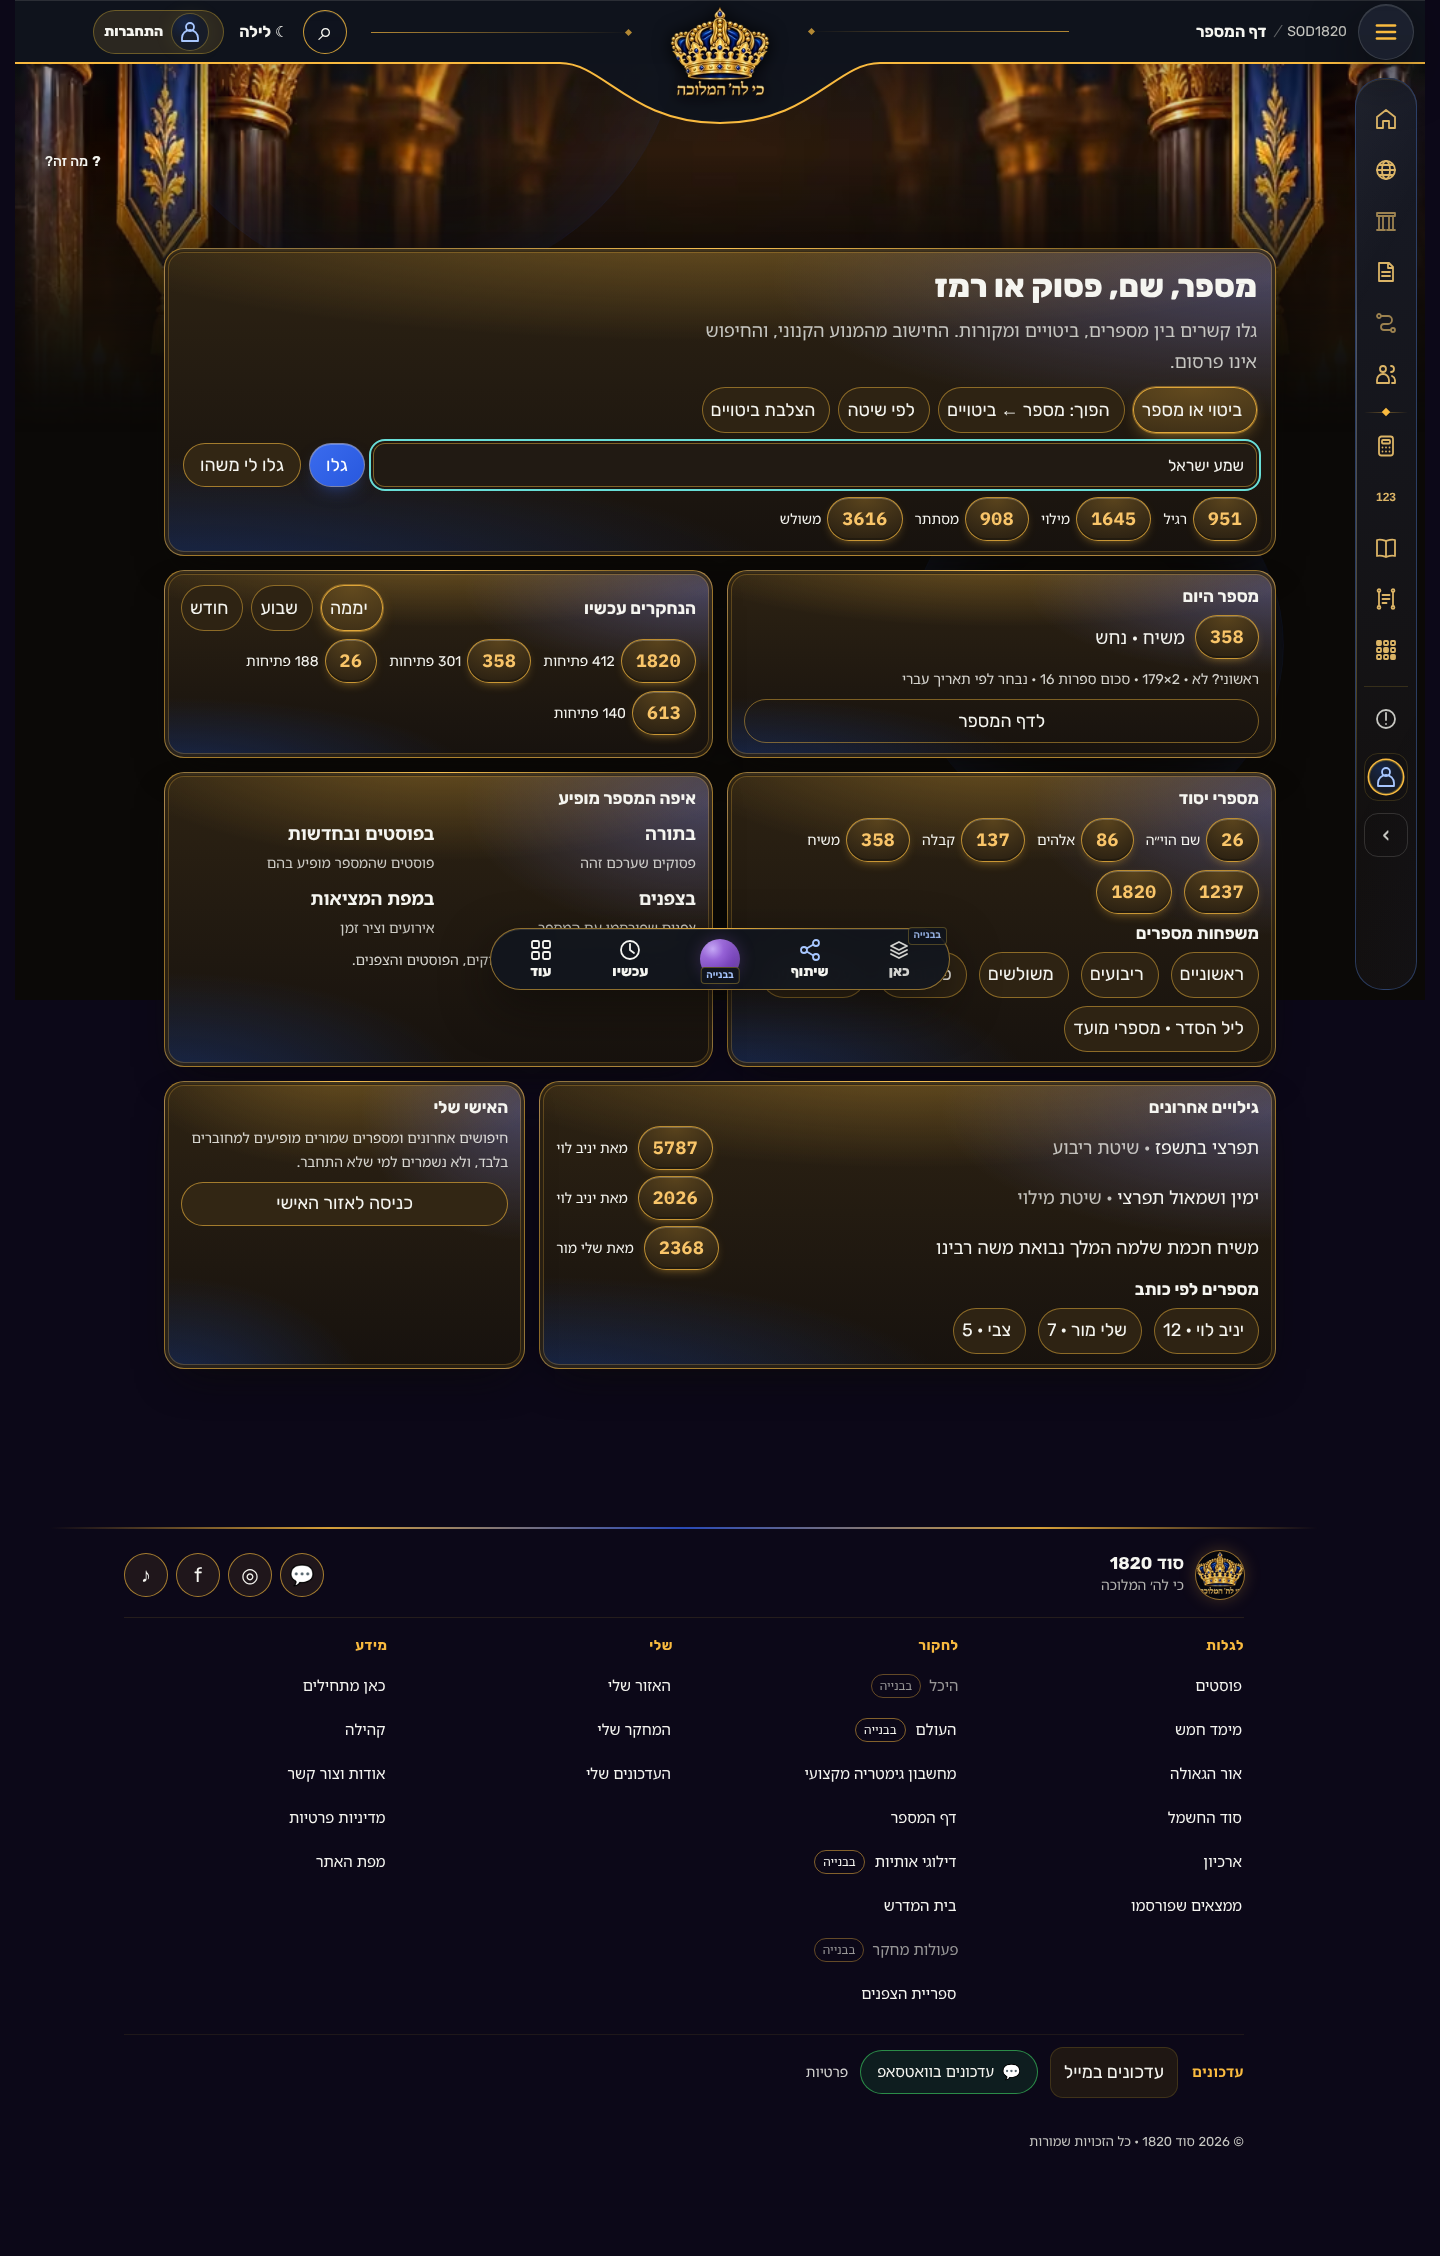 SOD1820 / דף המספר
כי לה' המלוכה
⌕
☾ לילה
התחברות
? מה זה?
123
מספר, שם, פסוק או רמז
גלו קשרים בין מספרים, ביטויים ומקורות. החישוב מהמנוע הקנוני, והחיפוש
אינו פרסום.
ביטוי או מספר
הפוך: מספר ← ביטויים
לפי שיטה
הצלבת ביטויים
שמע ישראל
גלו
גלו לי משהו
951 רגיל 1645 מילוי 908 מסתתר 3616 משולש
מספר היום
358 משיח • נחש
ראשוני? לא • 2×179 • סכום ספרות 16 • נבחר לפי תאריך עברי
לדף המספר
הנחקרים עכשיו
יממה
שבוע
חודש
1820 412 פתיחות 358 301 פתיחות 26 188 פתיחות
613 140 פתיחות
מספרי יסוד
26 שם הוי״ה 86 אלהים 137 קבלה 358 משיח
1237 1820
משפחות מספרים
ראשוניים
ריבועים
משולשים
ליל הסדר • מספרי מועד
איפה המספר מופיע
בתורה
פסוקים שערכם זהה
בפוסטים ובחדשות
פוסטים שהמספר מופיע בהם
בצפנים
במפת המציאות
אירועים וציר זמן
הפוסטים והצפנים.
בבנייה
כאן
שיתוף
בבנייה
עכשיו
עוד
גילויים אחרונים
תפרצי בתשפז • שיטת ריבוע 5787 מאת יניב לוי
ימין ושמאול תפרצי • שיטת מילוי 2026 מאת יניב לוי
משיח חכמת שלמה המלך נבואת משה רבינו 2368 מאת שלי מור
מספרים לפי כותב
יניב לוי • 12
שלי מור • 7
צבי • 5
האישי שלי
חיפושים אחרונים ומספרים שמורים מופיעים למחוברים
בלבד, ולא נשמרים למי שלא התחבר.
כניסה לאזור האישי
סוד 1820
כי לה' המלוכה
לגלות
פוסטים
מימד חמש
אור הגאולה
סוד החשמל
ארכיון
ממצאים שפורסמו
לחקור
היכל בבנייה
העולם בבנייה
מחשבון גימטריה מקצועי
דף המספר
דילוגי אותיות בבנייה
בית המדרש
פעולות מחקר בבנייה
ספריית הצפנים
שלי
האזור שלי
המחקר שלי
העדכונים שלי
מידע
כאן מתחילים
קהילה
אודות וצור קשר
מדיניות פרטיות
מפת האתר
עדכונים
עדכונים במייל
💬 עדכונים בוואטסאפ
פרטיות
© 2026 סוד 1820 • כל הזכויות שמורות